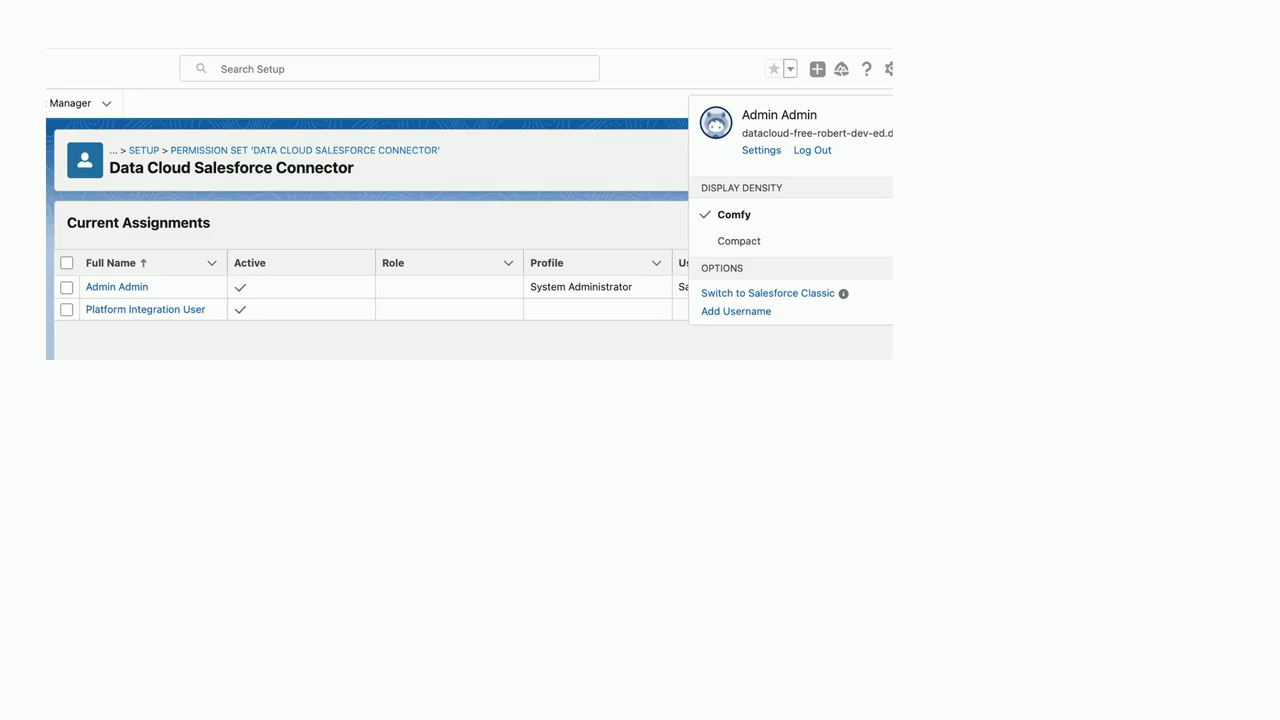 Search Setup
: Manager
Admin Admin
datacloud-free-robert-dev-ed.d
Settings Log Out
... > SETUP > PERMISSION SET 'DATA CLOUD SALESFORCE CONNECTOR'
Data Cloud Salesforce Connector
DISPLAY DENSITY
Comfy
Compact
Current Assignments
OPTIONS
Switch to Salesforce Classic
Add Username
Full Name Active Role Profile Us
Admin Admin System Administrator Sa
Platform Integration User